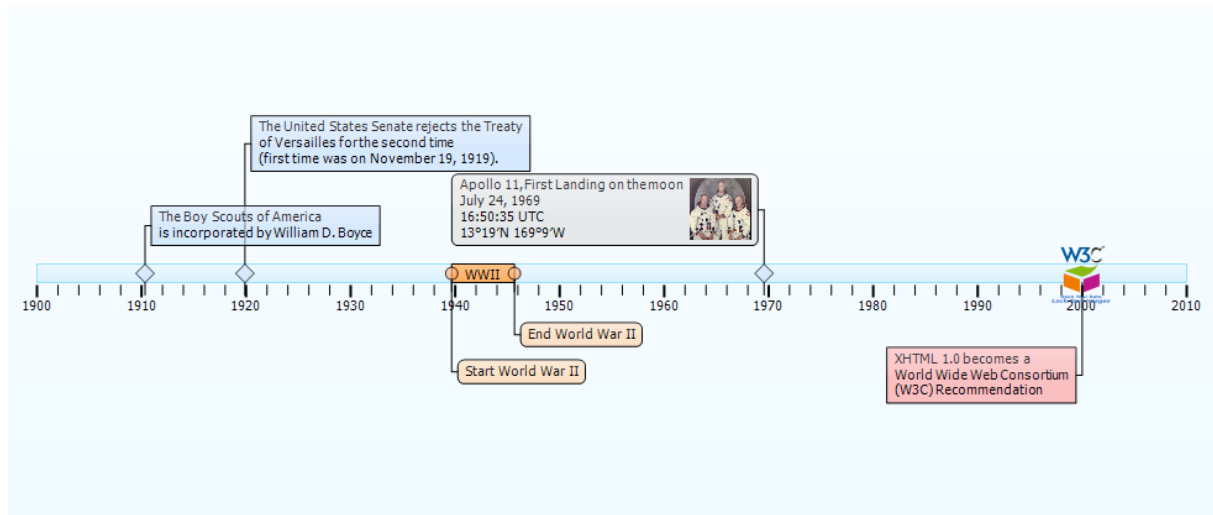 The United States Senate rejects the Treaty
of Versailles forthe second time
(first time was on November 19, 1919).
Apollo 11,First Landing on themoon
July 24, 1969
16:50:35 UTC
13°19′N 169°9′W
The Boy Scouts of America
is incorporated by William D. Boyce
W3C
WWII
1900 1910 1920 1930 1940 1950 1960 1970 1980 1990 2000 2010
End World War II
Start World War II
XHTML 1.0 becomes a
World Wide Web Consortium
(W3C) Recommendation